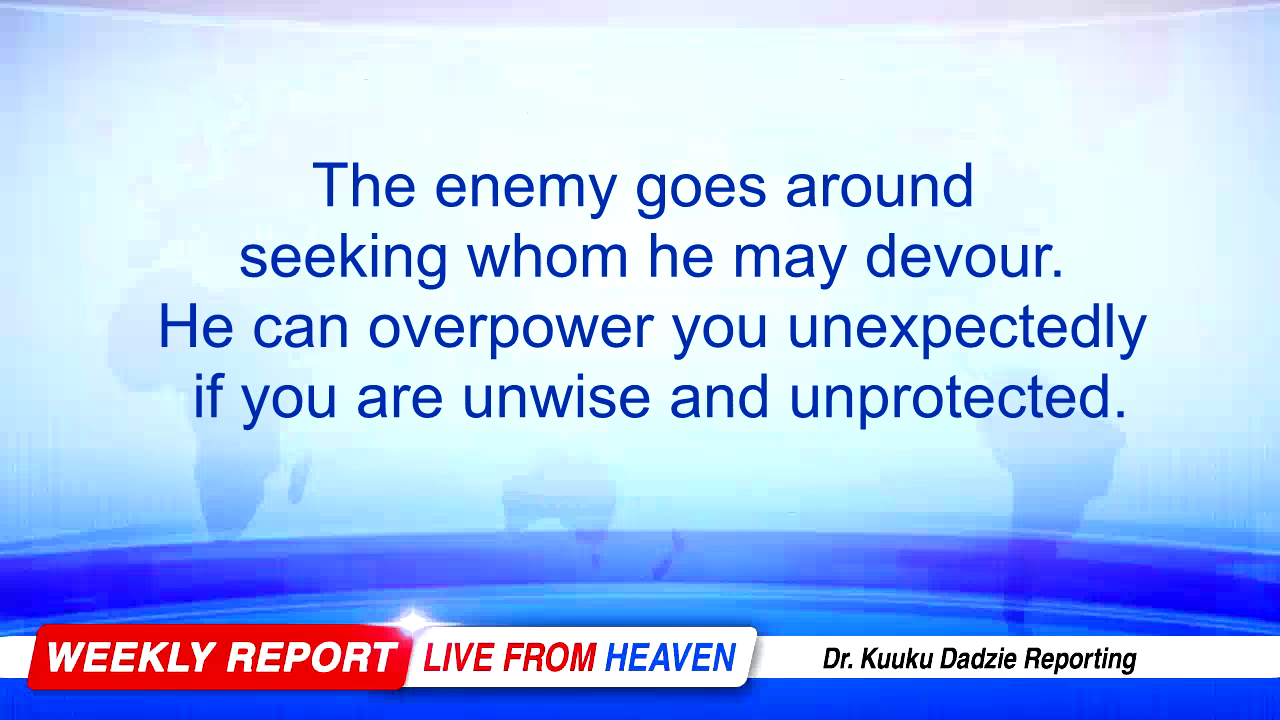 The enemy goes around
seeking whom he may devour.
He can overpower you unexpectedly
if you are unwise and unprotected.
WEEKLY REPORT LIVE FROM HEAVEN Dr. Kuuku Dadzie Reporting